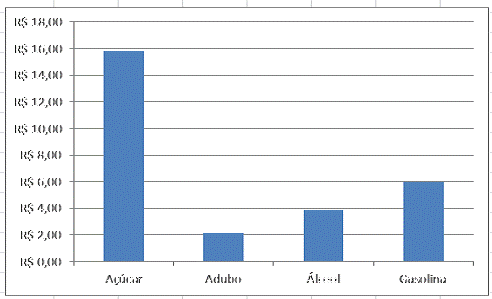 R$ 18,00
R$ 16,00
R$ 14,00
R$ 12,00
R$ 10,00
R$ 8,00
R$ 6,00
R$ 4,00
R$ 2,00
R$ 0,00
Açúcar Adubo Álcool Gasolina